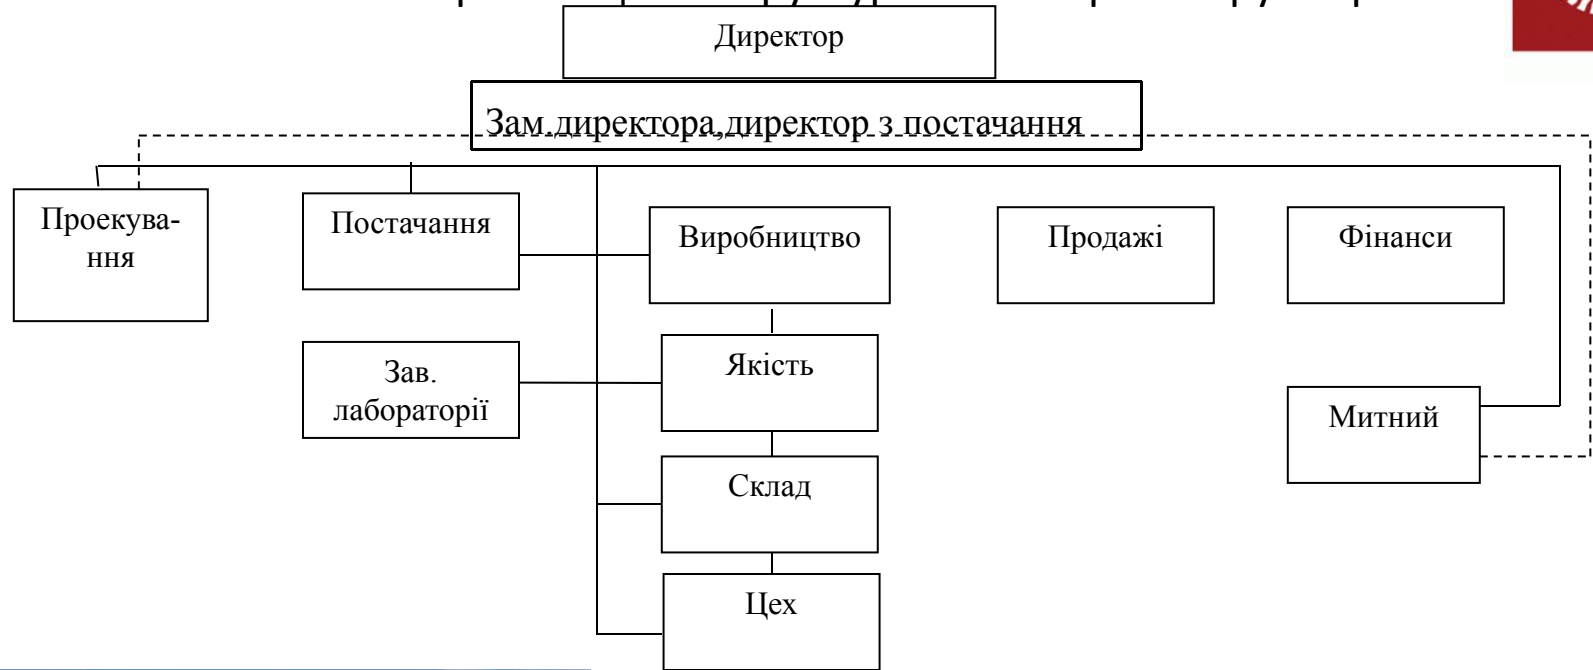 Директор
Зам.директора,директор з постачання
Проекува-
ння
Постачання
Виробництво
Продажі
Фінанси
Зав.
лабораторії
Якість
Митний
Склад
Цех